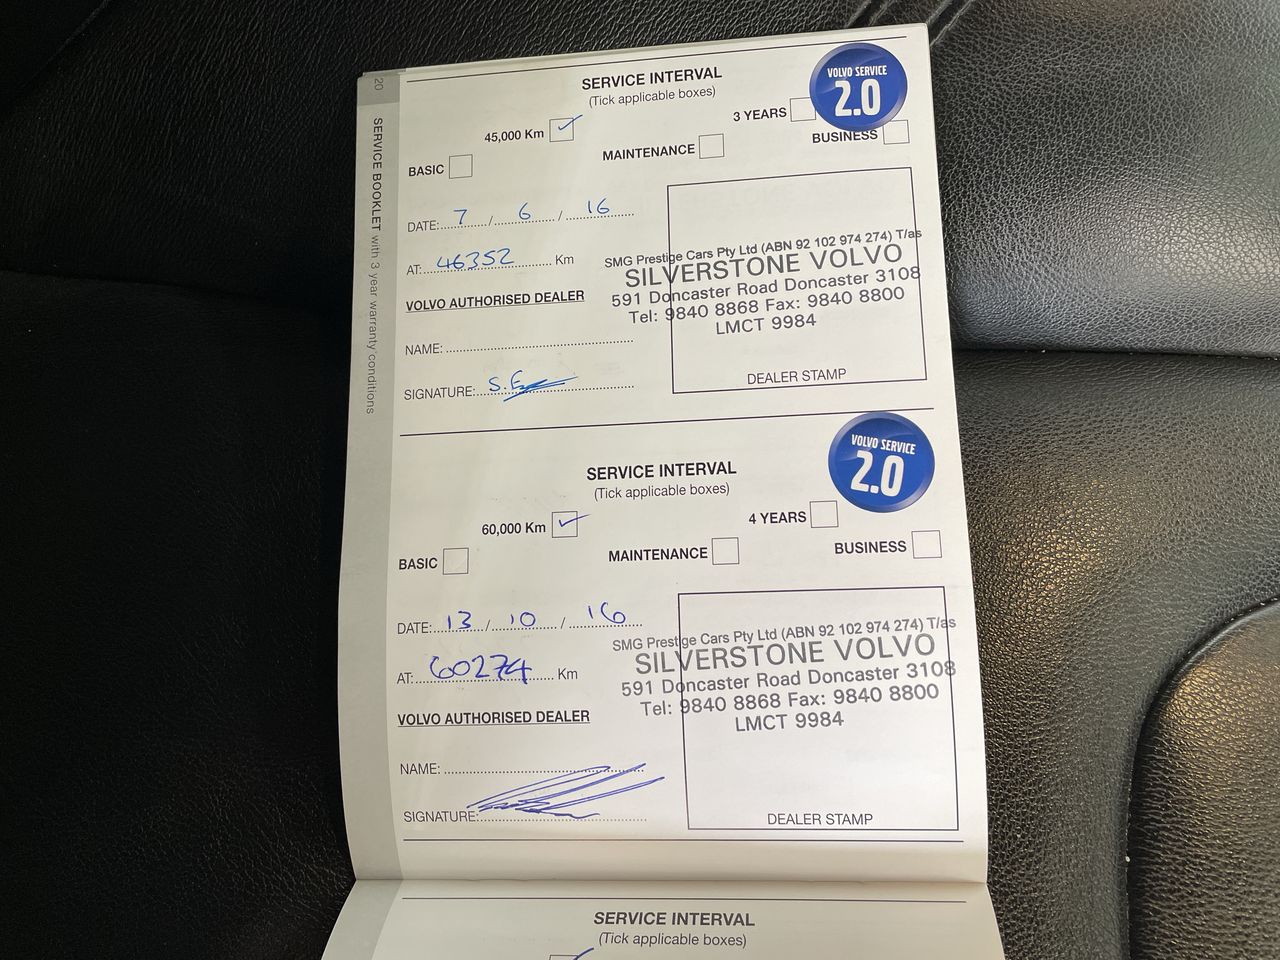 20
SERVICE BOOKLET with 3 year warranty conditions
SERVICE INTERVAL
(Tick applicable boxes)
VOLVO SERVICE
2.0
45,000 Km ✓
3 YEARS
BASIC
MAINTENANCE
BUSINESS
DATE: 7 / 6 / 16
AT: 46352 Km
VOLVO AUTHORISED DEALER
NAME:
SIGNATURE: S.E
SMG Prestige Cars Pty Ltd (ABN 92 102 974 274) T/as
SILVERSTONE VOLVO
591 Doncaster Road Doncaster 3108
Tel: 9840 8868 Fax: 9840 8800
LMCT 9984
DEALER STAMP
SERVICE INTERVAL
(Tick applicable boxes)
VOLVO SERVICE
2.0
60,000 Km ✓
4 YEARS
BASIC
MAINTENANCE
BUSINESS
DATE: 13 / 10 / 16
AT: 60274 Km
VOLVO AUTHORISED DEALER
NAME:
SIGNATURE:
SMG Prestige Cars Pty Ltd (ABN 92 102 974 274) T/as
SILVERSTONE VOLVO
591 Doncaster Road Doncaster 3108
Tel: 9840 8868 Fax: 9840 8800
LMCT 9984
DEALER STAMP
SERVICE INTERVAL
(Tick applicable boxes)